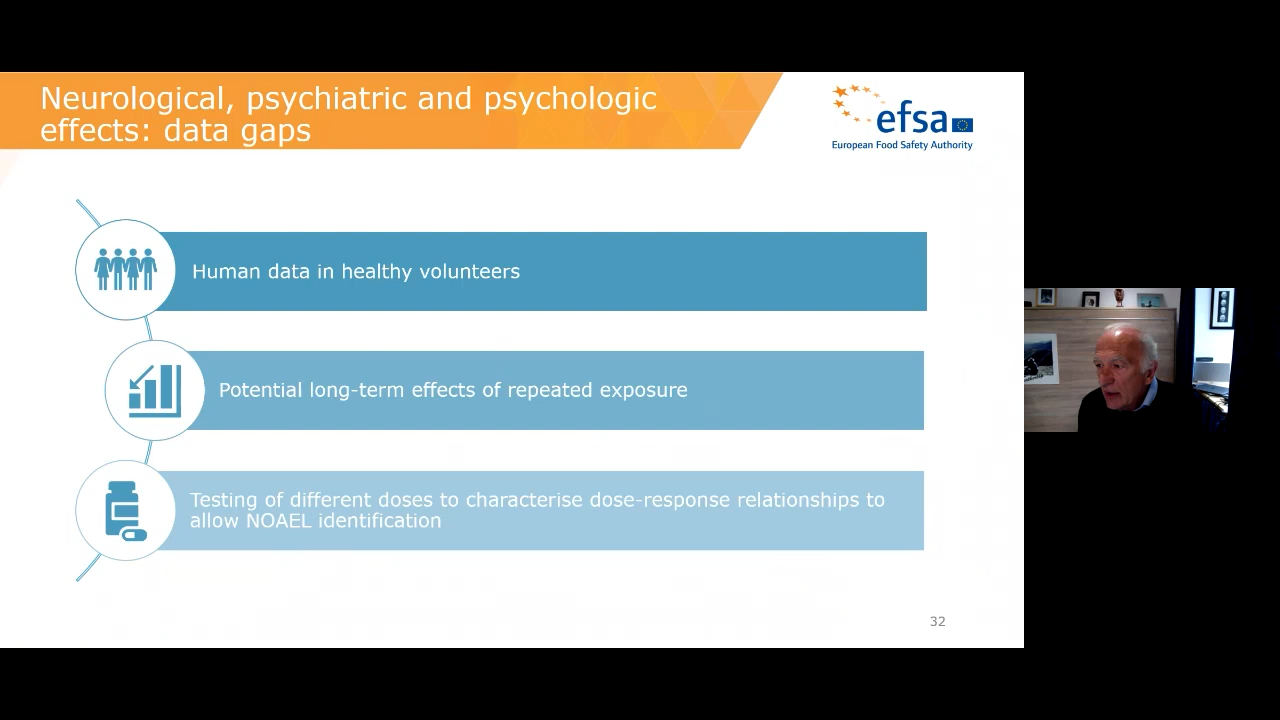 Neurological, psychiatric and psychologic
effects: data gaps
efsa
European Food Safety Authority
Human data in healthy volunteers
Potential long-term effects of repeated exposure
Testing of different doses to characterise dose-response relationships to
allow NOAEL identification
32